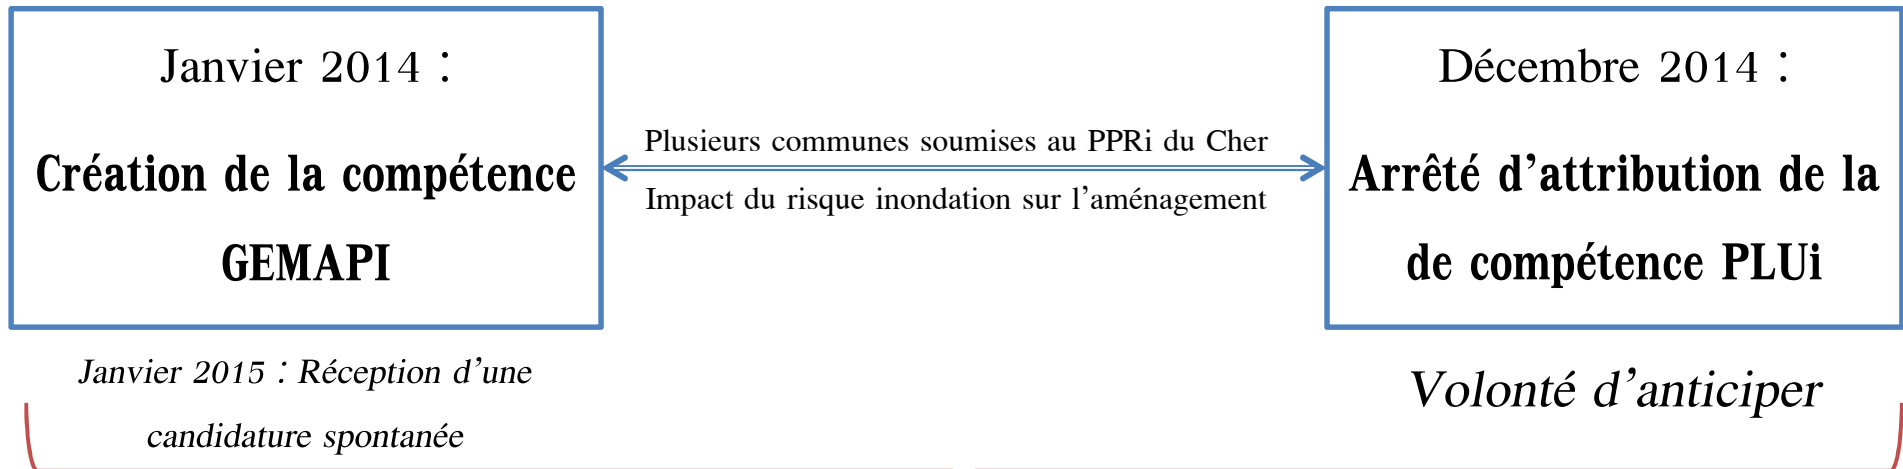 Janvier 2014 :
Création de la compétence
GEMAPI
Plusieurs communes soumises au PPRi du Cher
Impact du risque inondation sur l’aménagement
Décembre 2014 :
Arrêté d’attribution de la
de compétence PLUi
Janvier 2015 : Réception d’une
candidature spontanée
Volonté d’anticiper